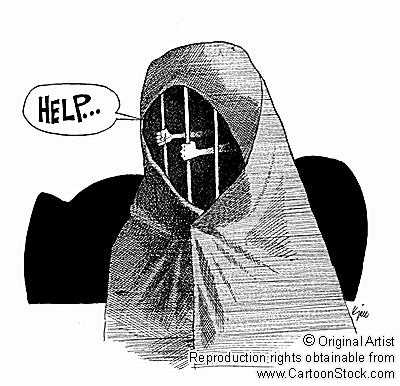 HELP...
© Original Artist
Reproduction rights obtainable from
www.CartoonStock.com